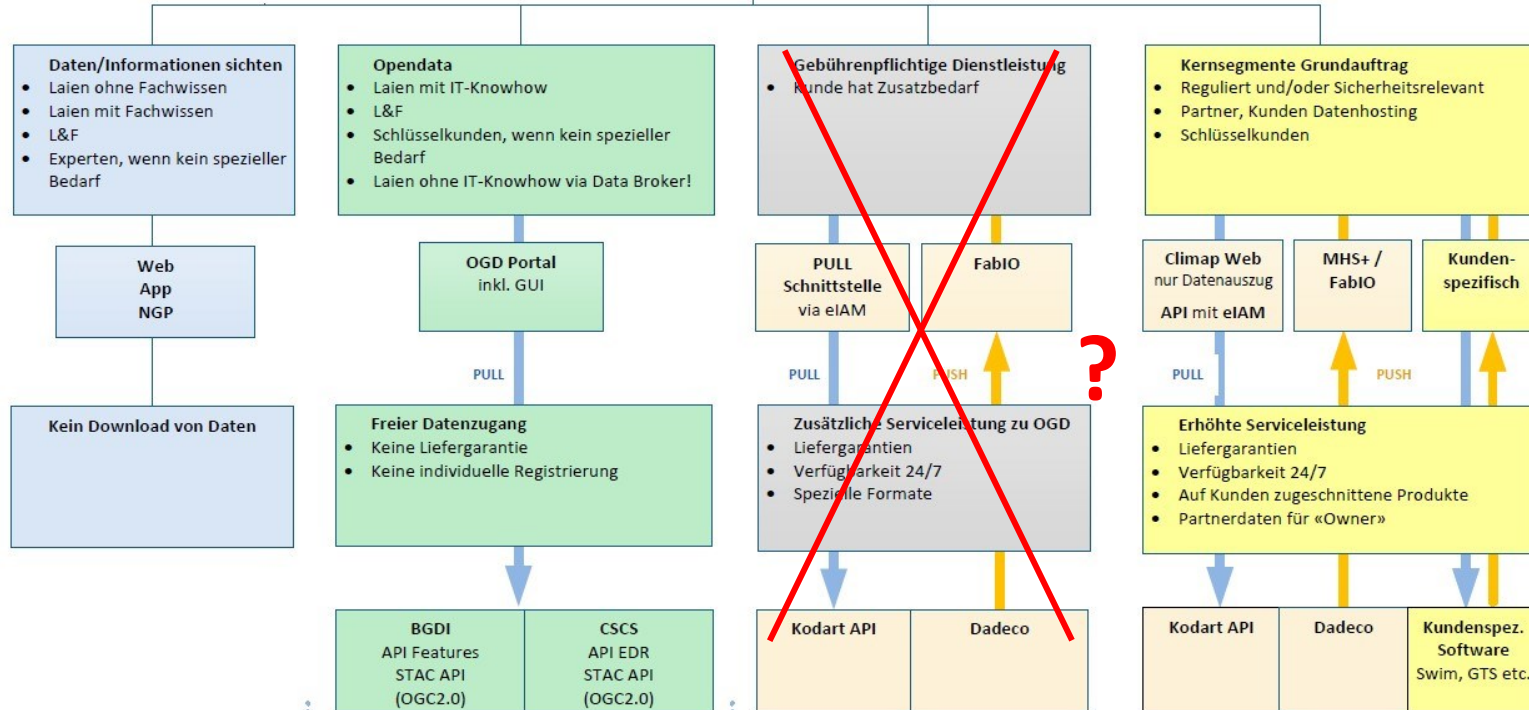 Daten/Informationen sichten
• Laien ohne Fachwissen
• Laien mit Fachwissen
• L&F
• Experten, wenn kein spezieller
Bedarf
Web
App
NGP
Kein Download von Daten
Opendata
• Laien mit IT-Knowhow
• L&F
• Schlüsselkunden, wenn kein spezieller
Bedarf
• Laien ohne IT-Knowhow via Data Broker!
OGD Portal
inkl. GUI
PULL
Freier Datenzugang
• Keine Liefergarantie
• Keine individuelle Registrierung
BGDI
API Features
STAC API
(OGC2.0)
CSCS
API EDR
STAC API
(OGC2.0)
Gebührenpflichtige Dienstleistung
• Kunde hat Zusatzbedarf
PULL
Schnittstelle
via eIAM
FabIO
PULL
PUSH
?
Zusätzliche Serviceleistung zu OGD
• Liefergarantien
• Verfügbarkeit 24/7
• Spezielle Formate
Kodart API
Dadeco
Kernsegmente Grundauftrag
• Reguliert und/oder Sicherheitsrelevant
• Partner, Kunden Datenhosting
• Schlüsselkunden
Climap Web
nur Datenauszug
API mit eIAM
MHS+ /
FabIO
Kunden-
spezifisch
PULL
PUSH
Erhöhte Serviceleistung
• Liefergarantien
• Verfügbarkeit 24/7
• Auf Kunden zugeschnittene Produkte
• Partnerdaten für «Owner»
Kodart API
Dadeco
Kundenspez.
Software
Swim, GTS etc.